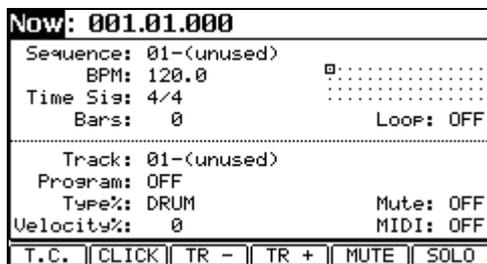 Now: 001.01.000
Sequence: 01-(unused)
BPM: 120.0
Time Sig: 4/4
Bars: 0
Loop: OFF
Track: 01-(unused)
Program: OFF
Type%: DRUM
Mute: OFF
Velocity%: 0
MIDI: OFF
T.C. CLICK TR - TR + MUTE SOLO